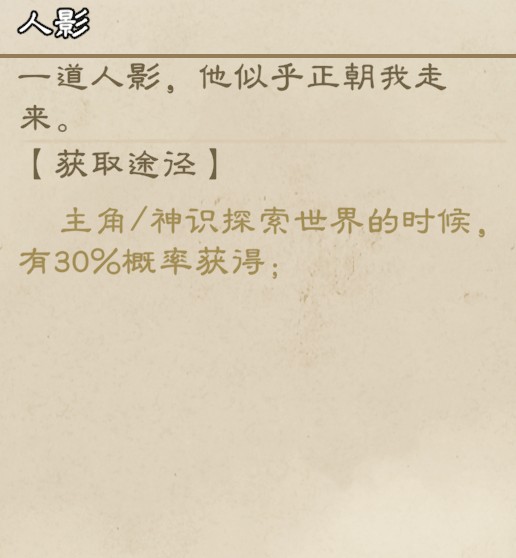 人影
一道人影，他似乎正朝我走
来。
【获取途径】
主角/神识探索世界的时候，
有30%概率获得；